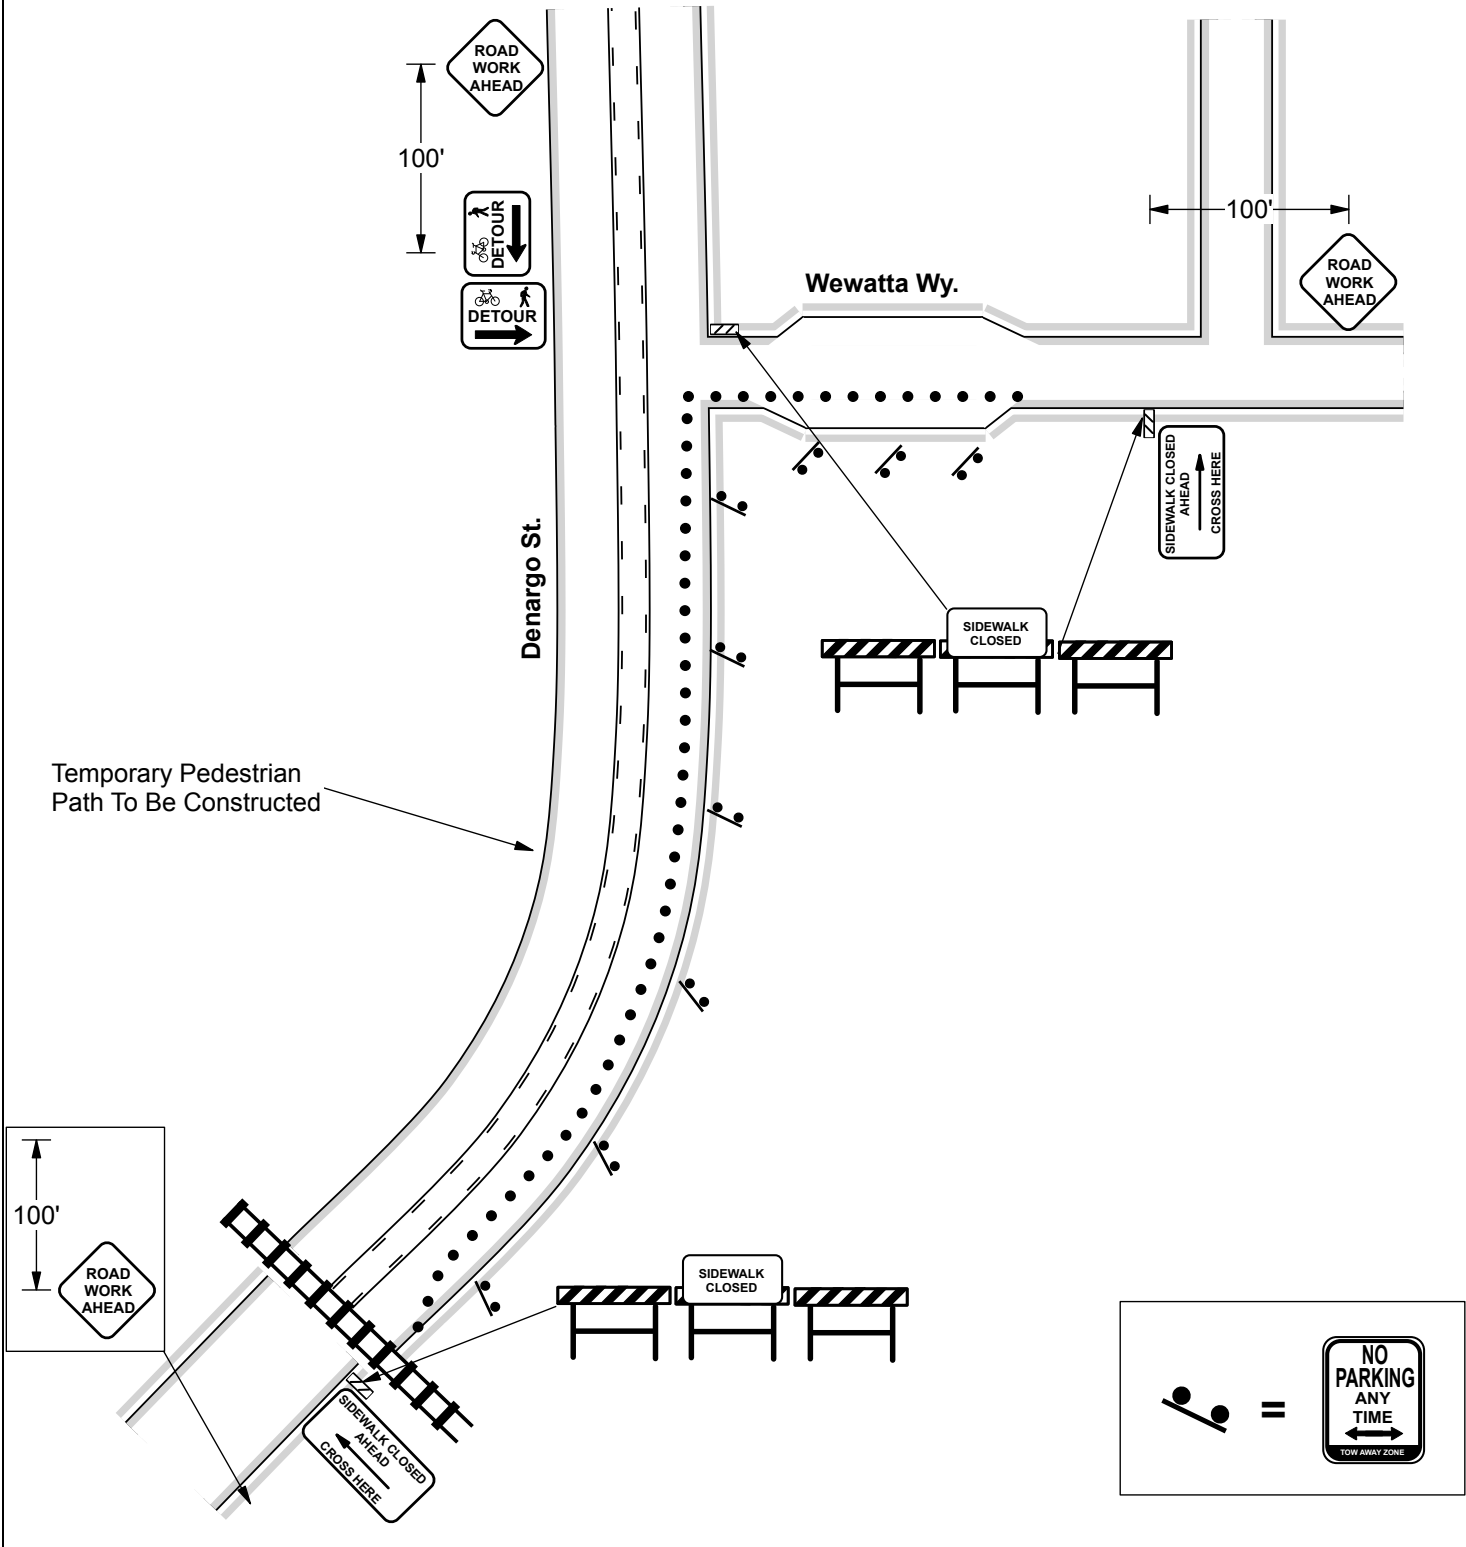 ROAD
WORK
AHEAD
100'
DETOUR
DETOUR
100'
ROAD
WORK
AHEAD
Wewatta Wy.
SIDEWALK CLOSED
AHEAD
CROSS HERE
Denargo St.
SIDEWALK
CLOSED
Temporary Pedestrian
Path To Be Constructed
100'
ROAD
WORK
AHEAD
SIDEWALK
CLOSED
SIDEWALK CLOSED
AHEAD
CROSS HERE
=
NO
PARKING
ANY
TIME
TOW AWAY ZONE